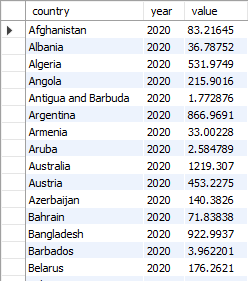 country year value
Afghanistan 2020 83.21645
Albania 2020 36.78752
Algeria 2020 531.9749
Angola 2020 215.9016
Antigua and Barbuda 2020 1.772876
Argentina 2020 866.9691
Armenia 2020 33.00228
Aruba 2020 2.584789
Australia 2020 1219.307
Austria 2020 453.2275
Azerbaijan 2020 140.3826
Bahrain 2020 71.83838
Bangladesh 2020 922.9937
Barbados 2020 3.962201
Belarus 2020 176.2621